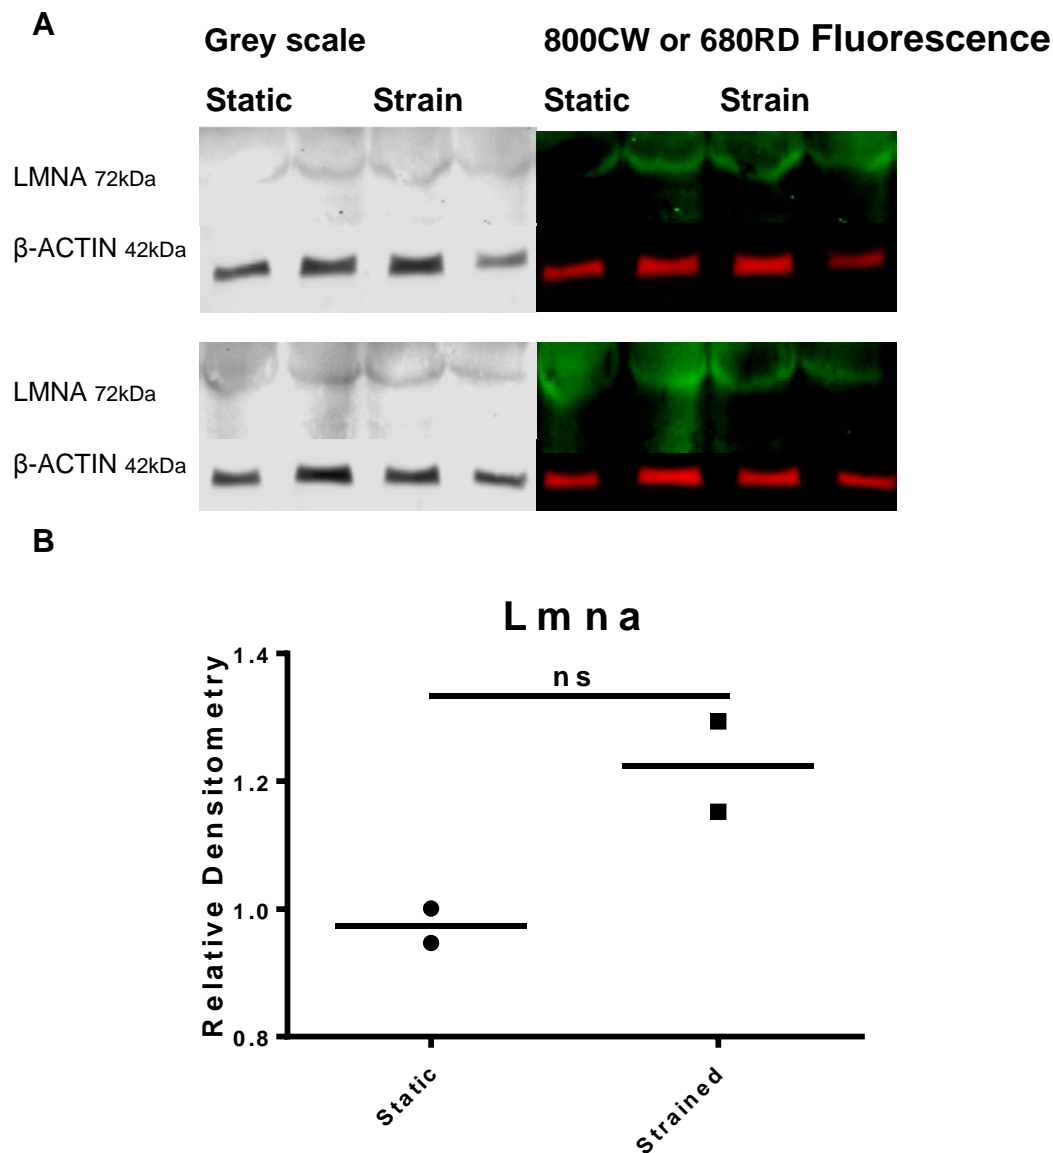 A
Grey scale
800CW or 680RD Fluorescence
Static
Strain
Static
Strain
LMNA 72kDa
β-ACTIN 42kDa
LMNA 72kDa
β-ACTIN 42kDa
B
Lmna
ns
Relative Densitometry
1.4
1.2
1.0
0.8
Static
Strained